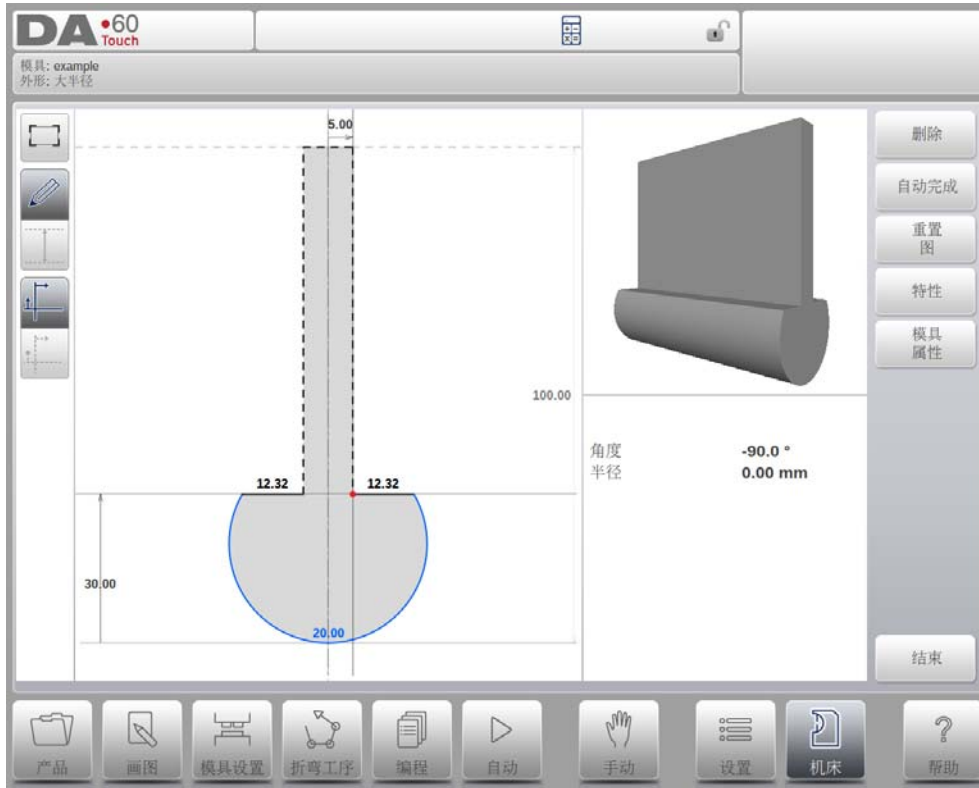 DA•60
Touch
模具: example
外形: 大半径
5.00
100.00
12.32
12.32
30.00
20.00
角度 -90.0 °
半径 0.00 mm
删除
自动完成
重置
图
特性
模具
属性
结束
产品
画图
模具设置
折弯工序
编程
自动
手动
设置
机床
帮助